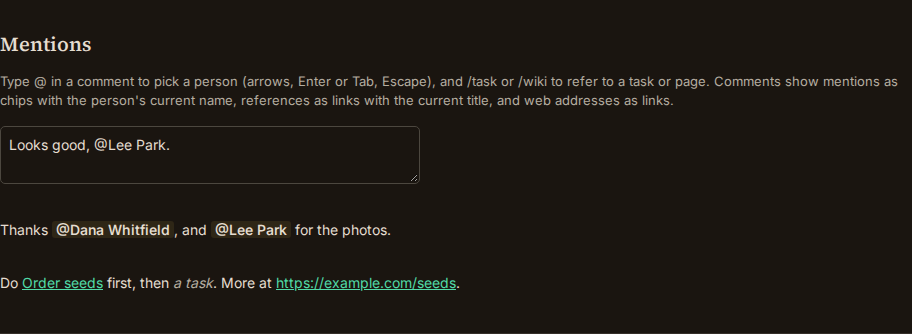 Mentions
Type @ in a comment to pick a person (arrows, Enter or Tab, Escape), and /task or /wiki to refer to a task or page. Comments show mentions as
chips with the person's current name, references as links with the current title, and web addresses as links.
Looks good, @Lee Park.
Thanks @Dana Whitfield, and @Lee Park for the photos.
Do Order seeds first, then a task. More at https://example.com/seeds.